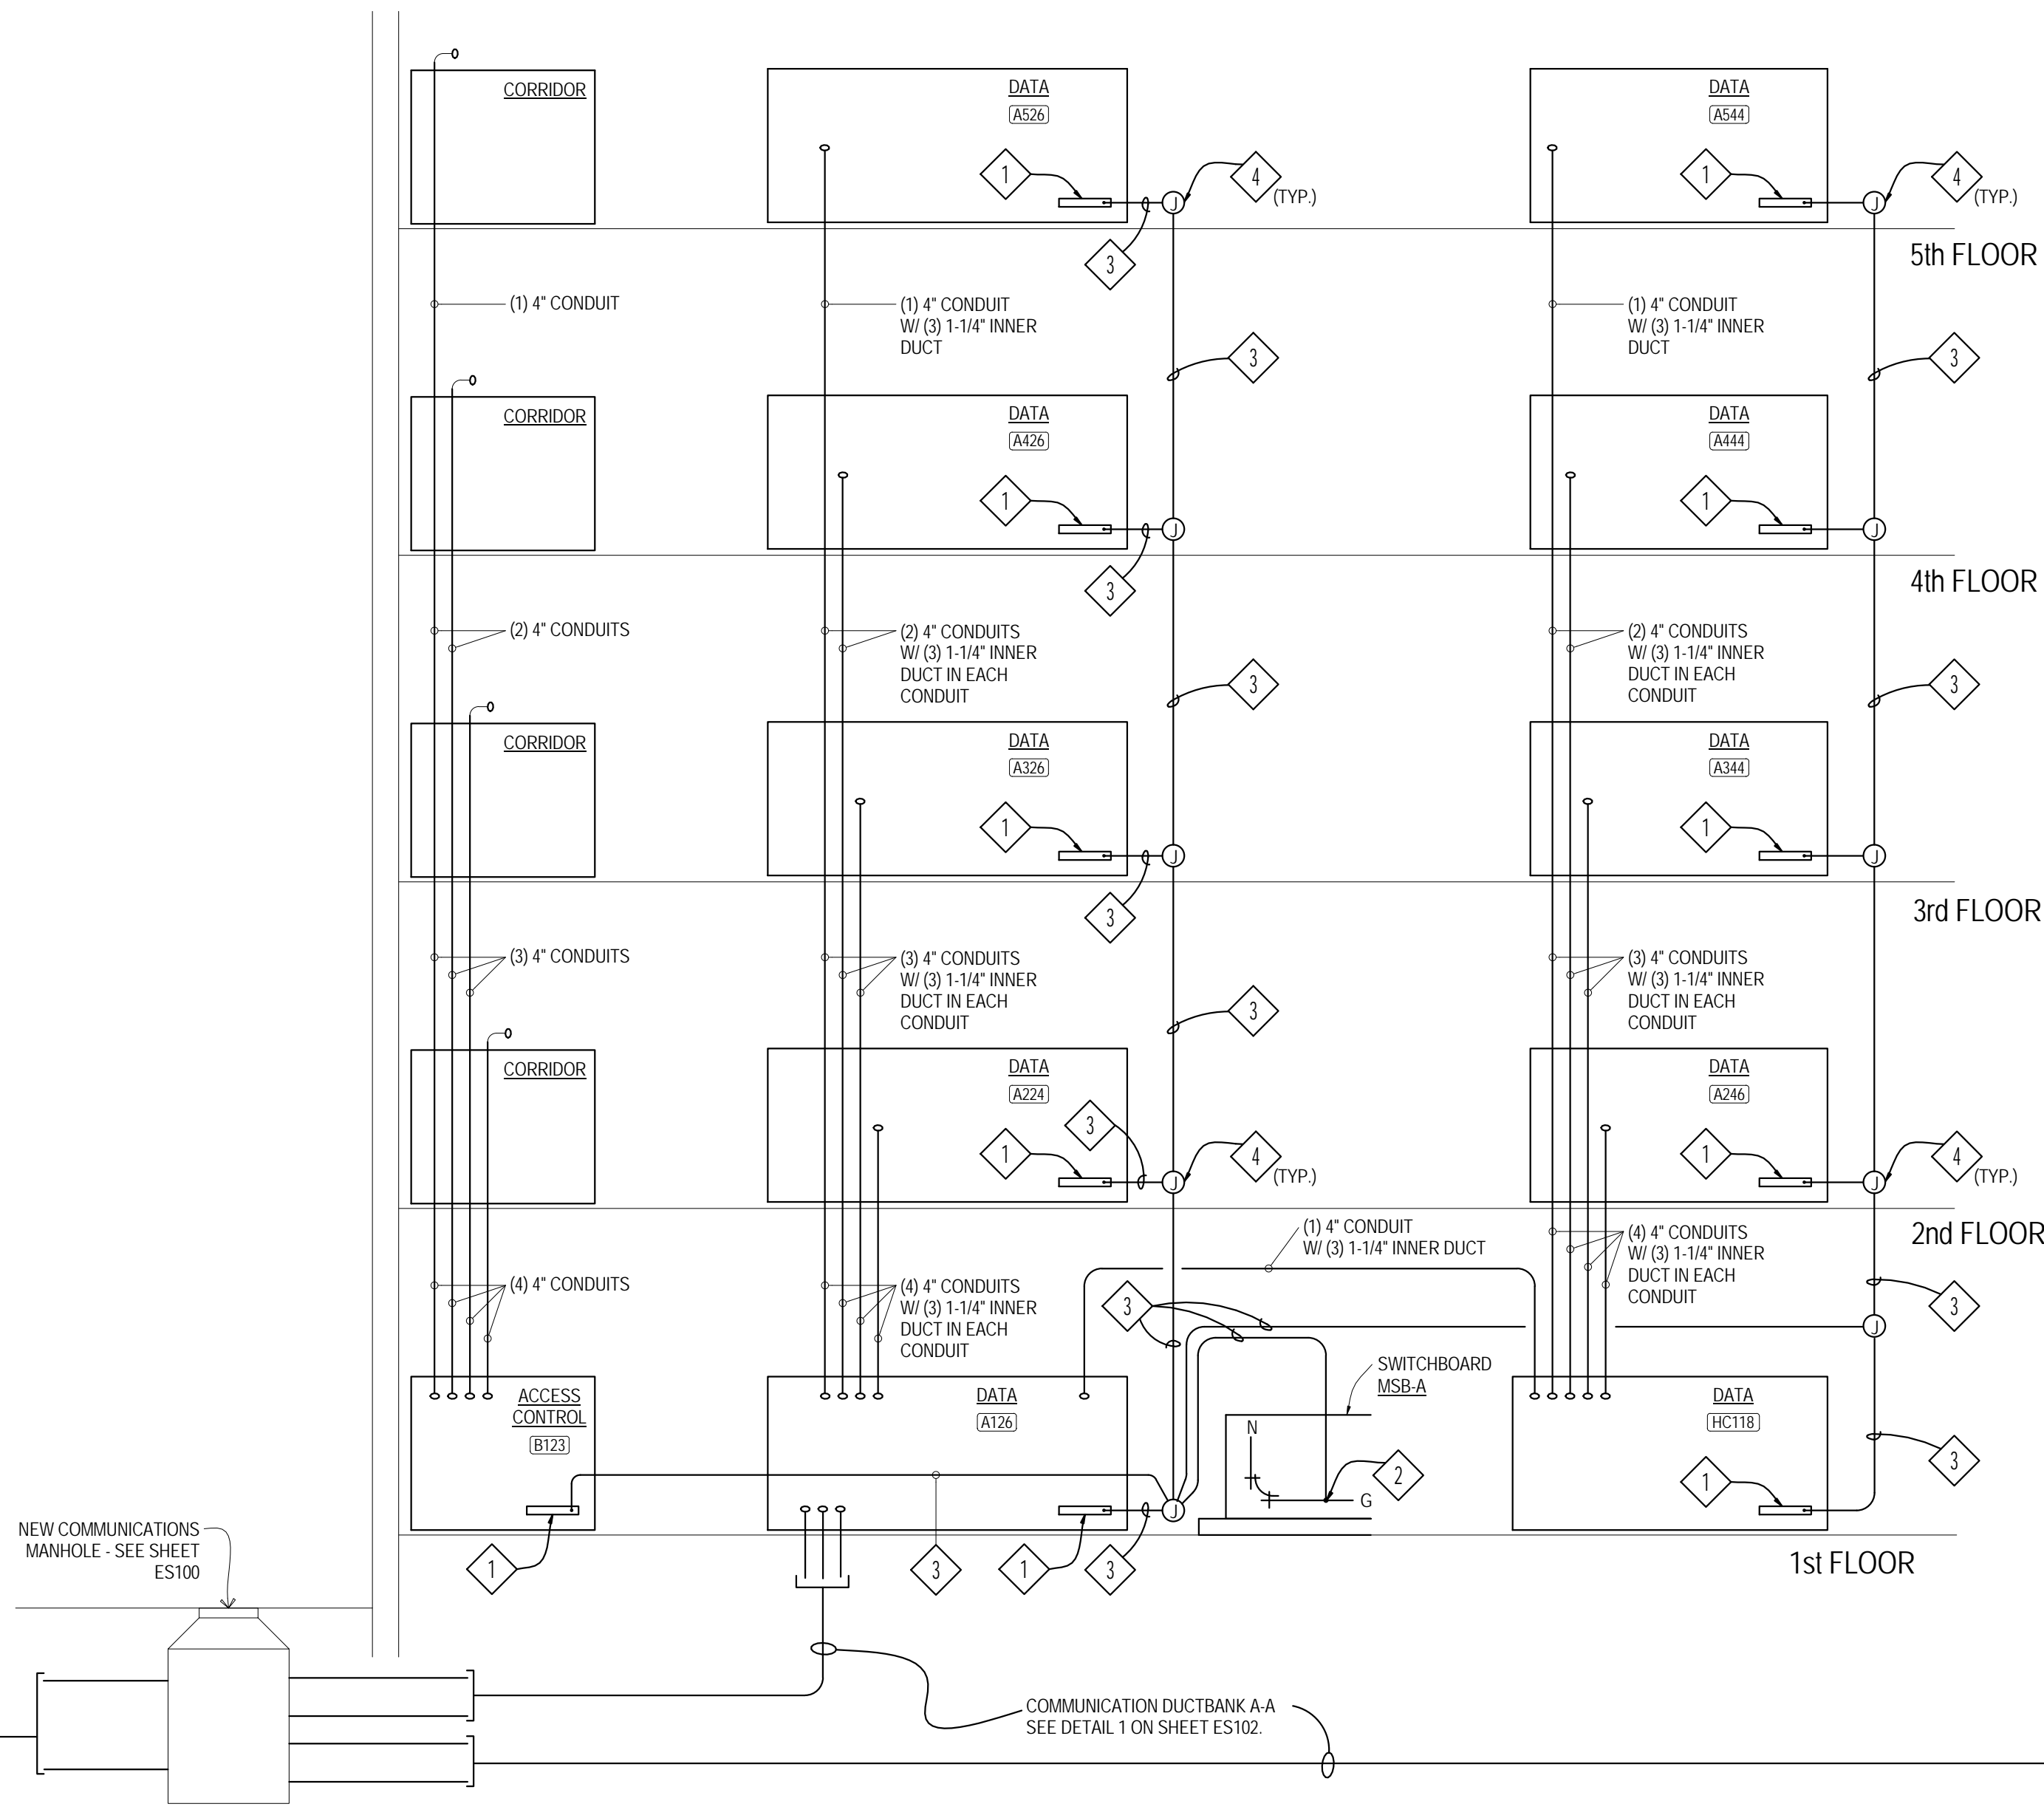 CORRIDOR
DATA
A526
1
4
(TYP.)
3
DATA
A544
1
4
(TYP.)
5th FLOOR
(1) 4" CONDUIT
(1) 4" CONDUIT
W/ (3) 1-1/4" INNER
DUCT
3
(1) 4" CONDUIT
W/ (3) 1-1/4" INNER
DUCT
3
CORRIDOR
DATA
A426
1
3
DATA
A444
1
4th FLOOR
(2) 4" CONDUITS
(2) 4" CONDUITS
W/ (3) 1-1/4" INNER
DUCT IN EACH
CONDUIT
3
(2) 4" CONDUITS
W/ (3) 1-1/4" INNER
DUCT IN EACH
CONDUIT
3
CORRIDOR
DATA
A326
1
3
DATA
A344
1
3rd FLOOR
(3) 4" CONDUITS
(3) 4" CONDUITS
W/ (3) 1-1/4" INNER
DUCT IN EACH
CONDUIT
3
(3) 4" CONDUITS
W/ (3) 1-1/4" INNER
DUCT IN EACH
CONDUIT
CORRIDOR
DATA
A224
3
1
4
(TYP.)
DATA
A246
1
4
(TYP.)
2nd FLOOR
(4) 4" CONDUITS
(4) 4" CONDUITS
W/ (3) 1-1/4" INNER
DUCT IN EACH
CONDUIT
(1) 4" CONDUIT
W/ (3) 1-1/4" INNER DUCT
3
(4) 4" CONDUITS
W/ (3) 1-1/4" INNER
DUCT IN EACH
CONDUIT
3
ACCESS
CONTROL
B123
1
DATA
A126
3
1
3
SWITCHBOARD
MSB-A
N
G
2
DATA
HC118
1
3
1st FLOOR
J
J
J
J
J
J
J
J
J
J
NEW COMMUNICATIONS
MANHOLE - SEE SHEET
ES100
COMMUNICATION DUCTBANK A-A
SEE DETAIL 1 ON SHEET ES102.